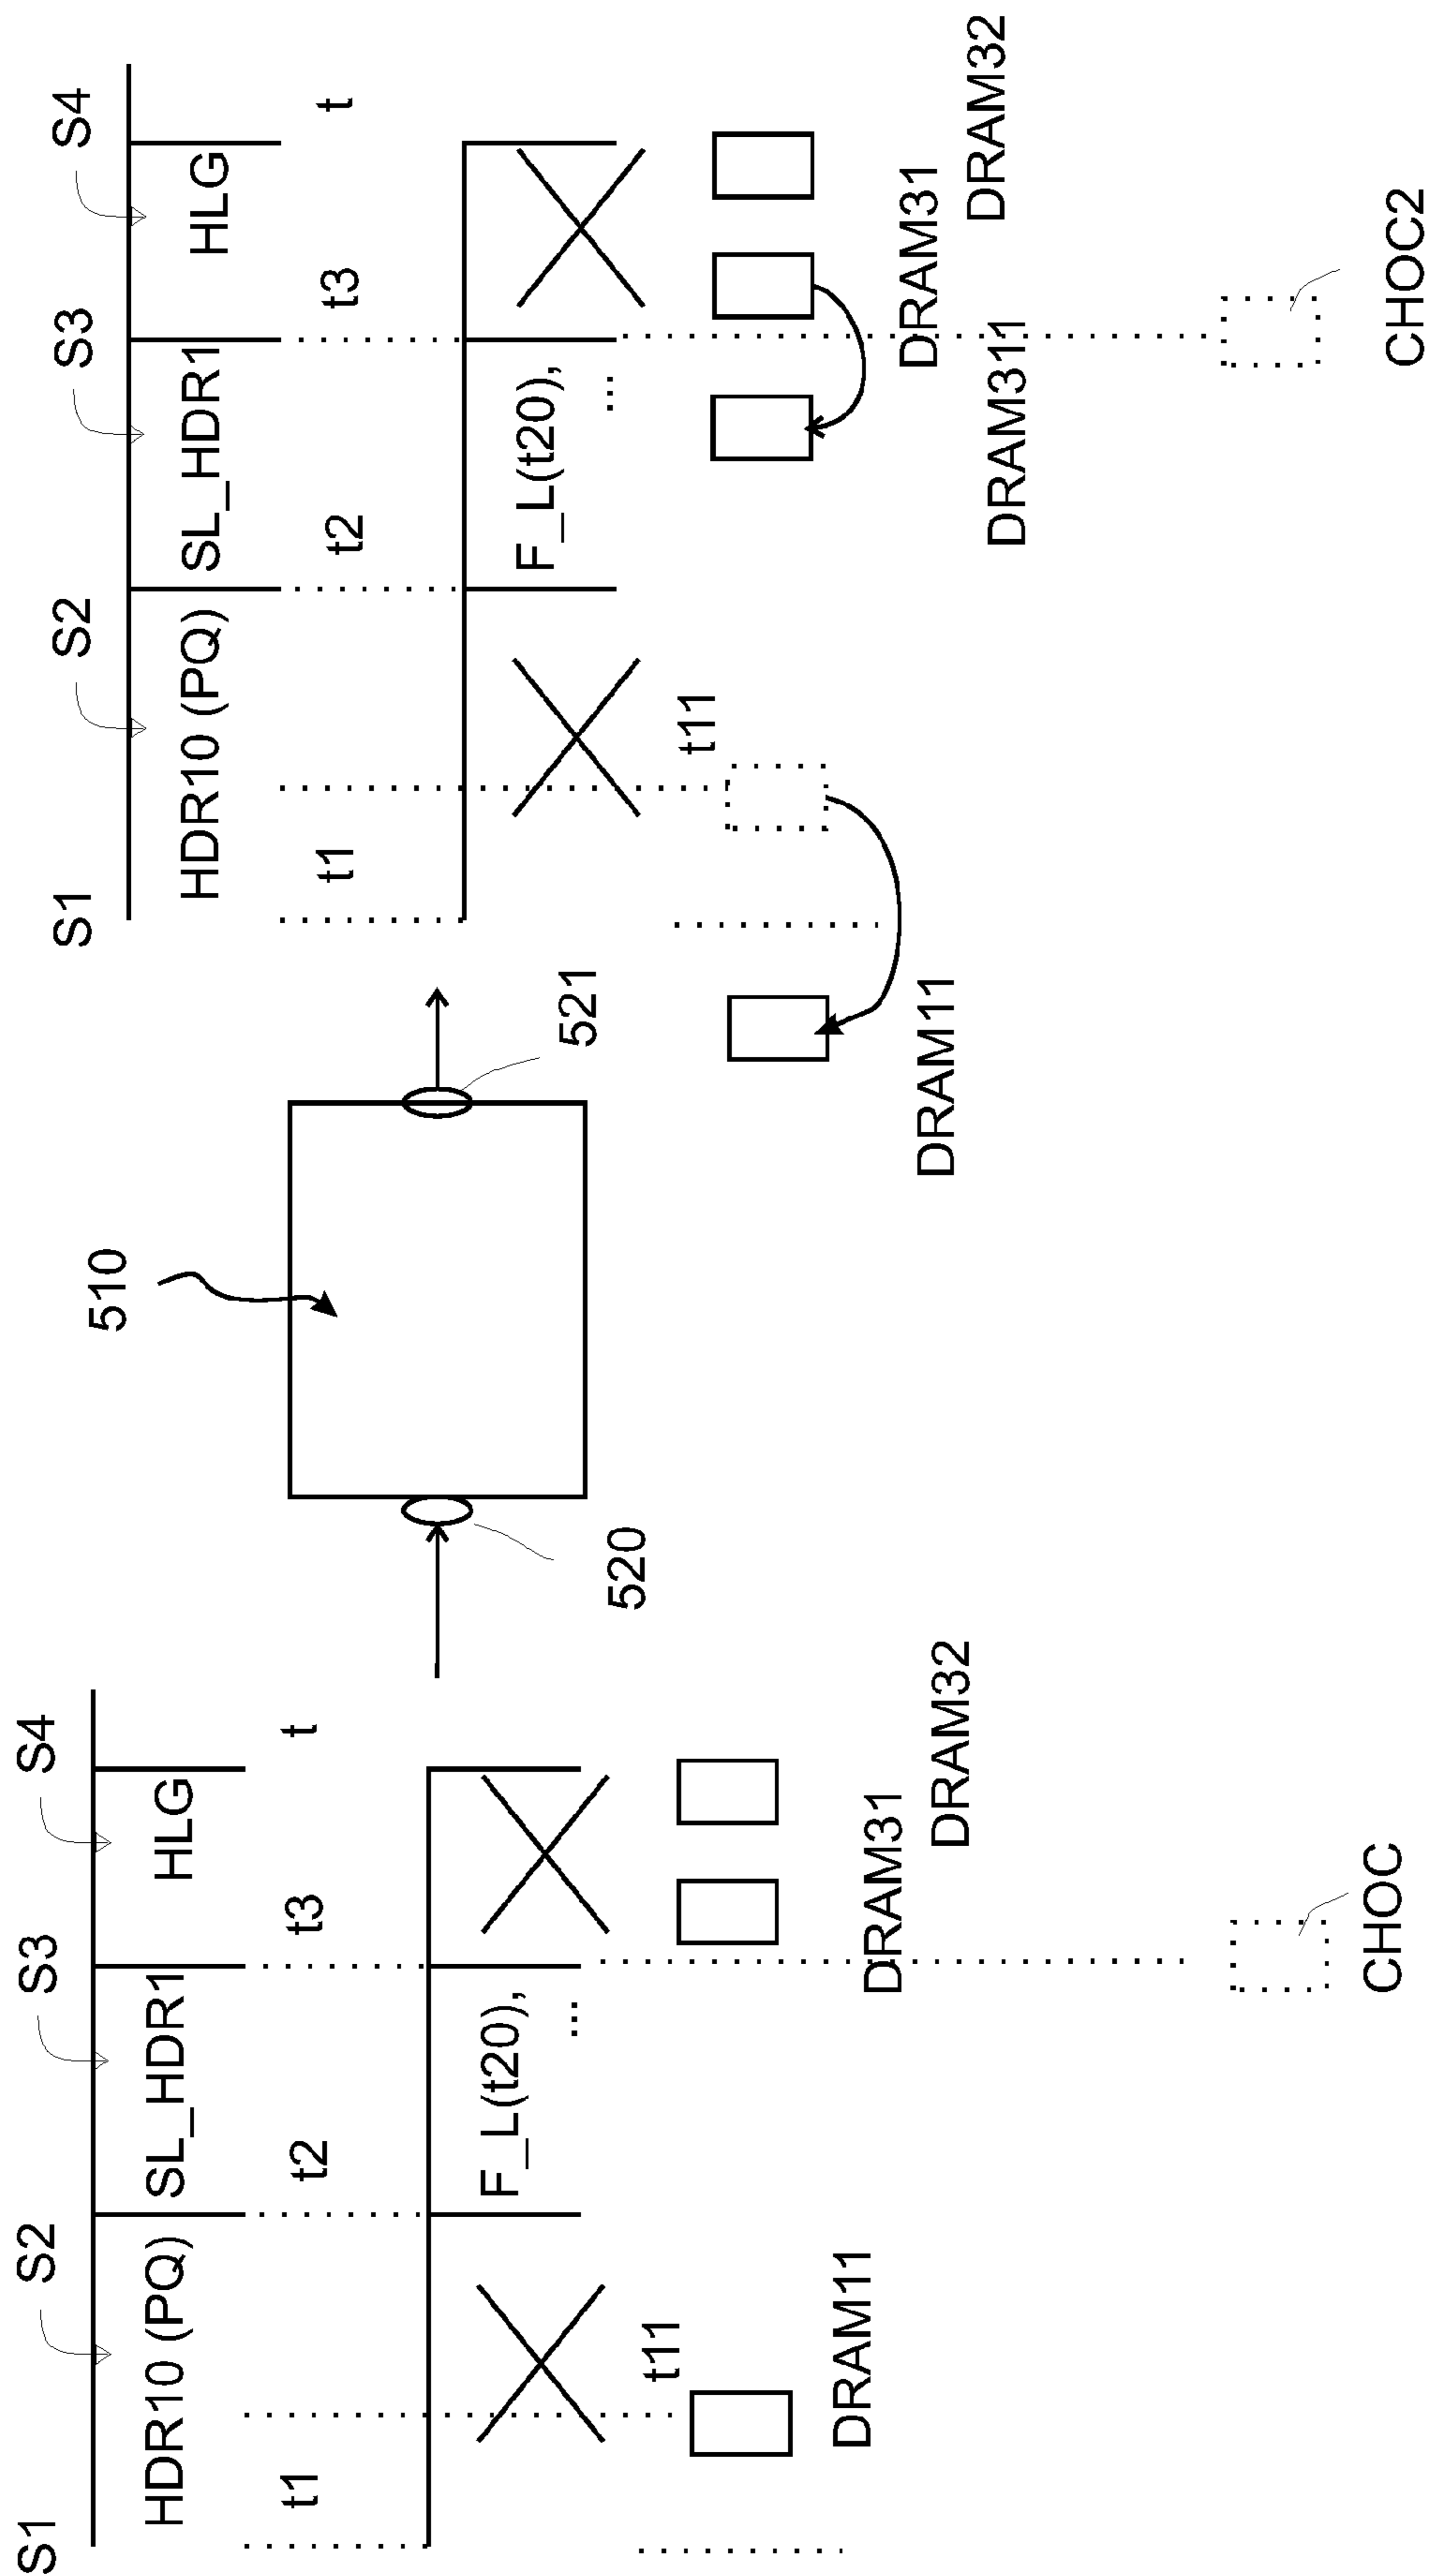 S1
S2
S3
S4
HDR10 (PQ)
SL_HDR1
HLG
t1
t2
t3
t
F_L(t20),
...
t11
DRAM11
DRAM31
DRAM32
CHOC
510
520
521
S1
S2
S3
S4
HDR10 (PQ)
SL_HDR1
HLG
t1
t2
t3
t
F_L(t20),
...
t11
DRAM11
DRAM31
DRAM32
DRAM311
CHOC2